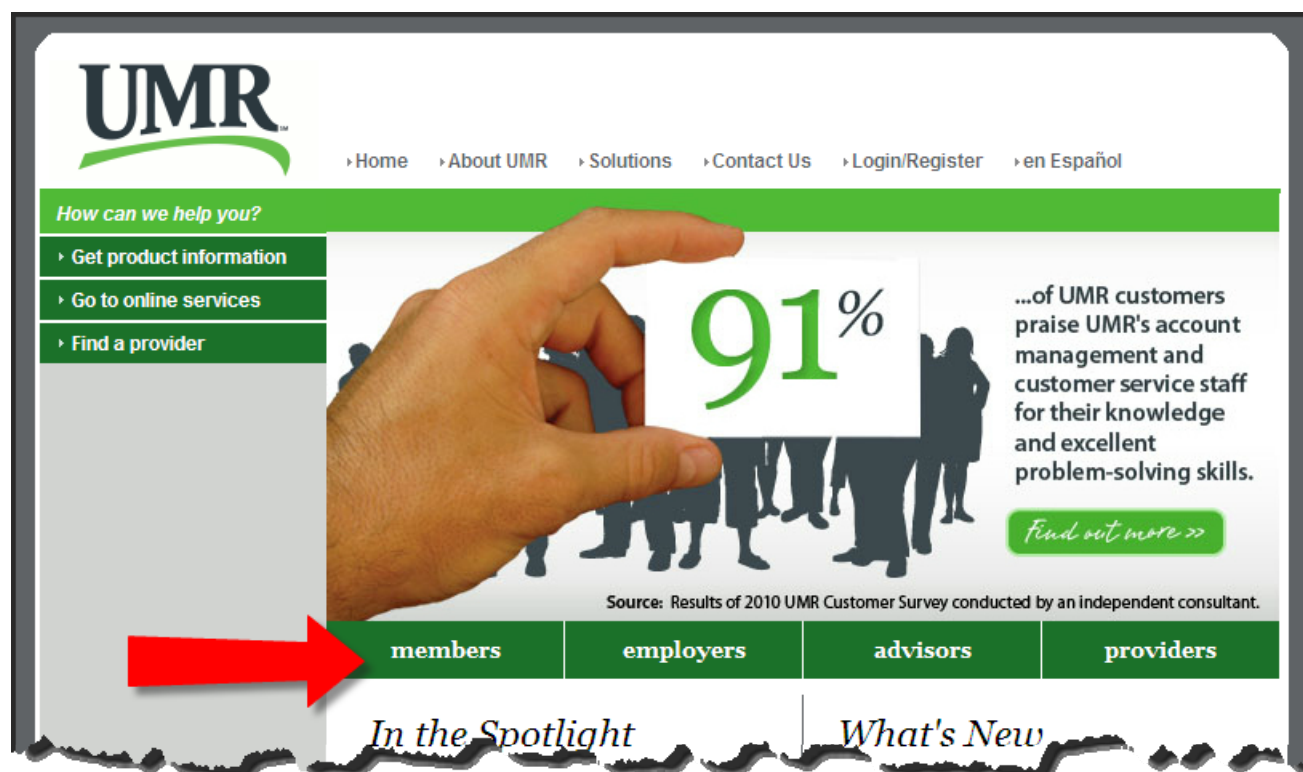 UMR
Home About UMR Solutions Contact Us Login/Register en Español
How can we help you?
Get product information
Go to online services
Find a provider
91%
...of UMR customers
praise UMR's account
management and
customer service staff
for their knowledge
and excellent
problem-solving skills.
Find out more >>
Source: Results of 2010 UMR Customer Survey conducted by an independent consultant.
members employers advisors providers
In the Spotlight What's New